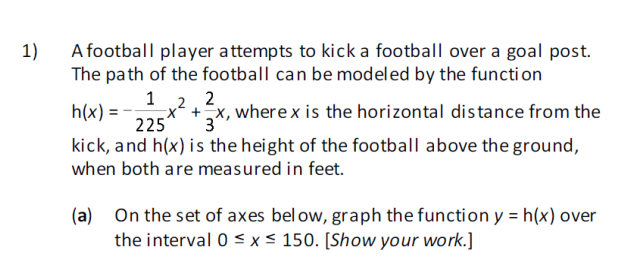 1) A football player attempts to kick a football over a goal post.
The path of the football can be modeled by the function
h(x) = -1/225 x² + 2/3 x, where x is the horizontal distance from the
kick, and h(x) is the height of the football above the ground,
when both are measured in feet.
(a) On the set of axes below, graph the function y = h(x) over
the interval 0 ≤ x ≤ 150. [Show your work.]